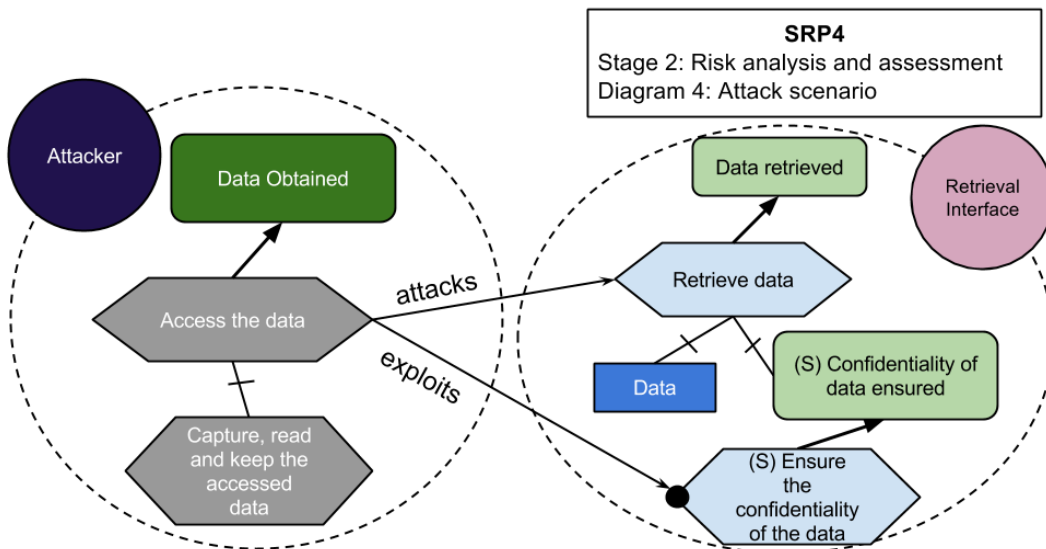 SRP4
Stage 2: Risk analysis and assessment
Diagram 4: Attack scenario
Attacker
Data Obtained
Access the data
Capture, read
and keep the
accessed
data
attacks
exploits
Data retrieved
Retrieval
Interface
Retrieve data
Data
(S) Confidentiality of
data ensured
(S) Ensure
the
confidentiality
of the data